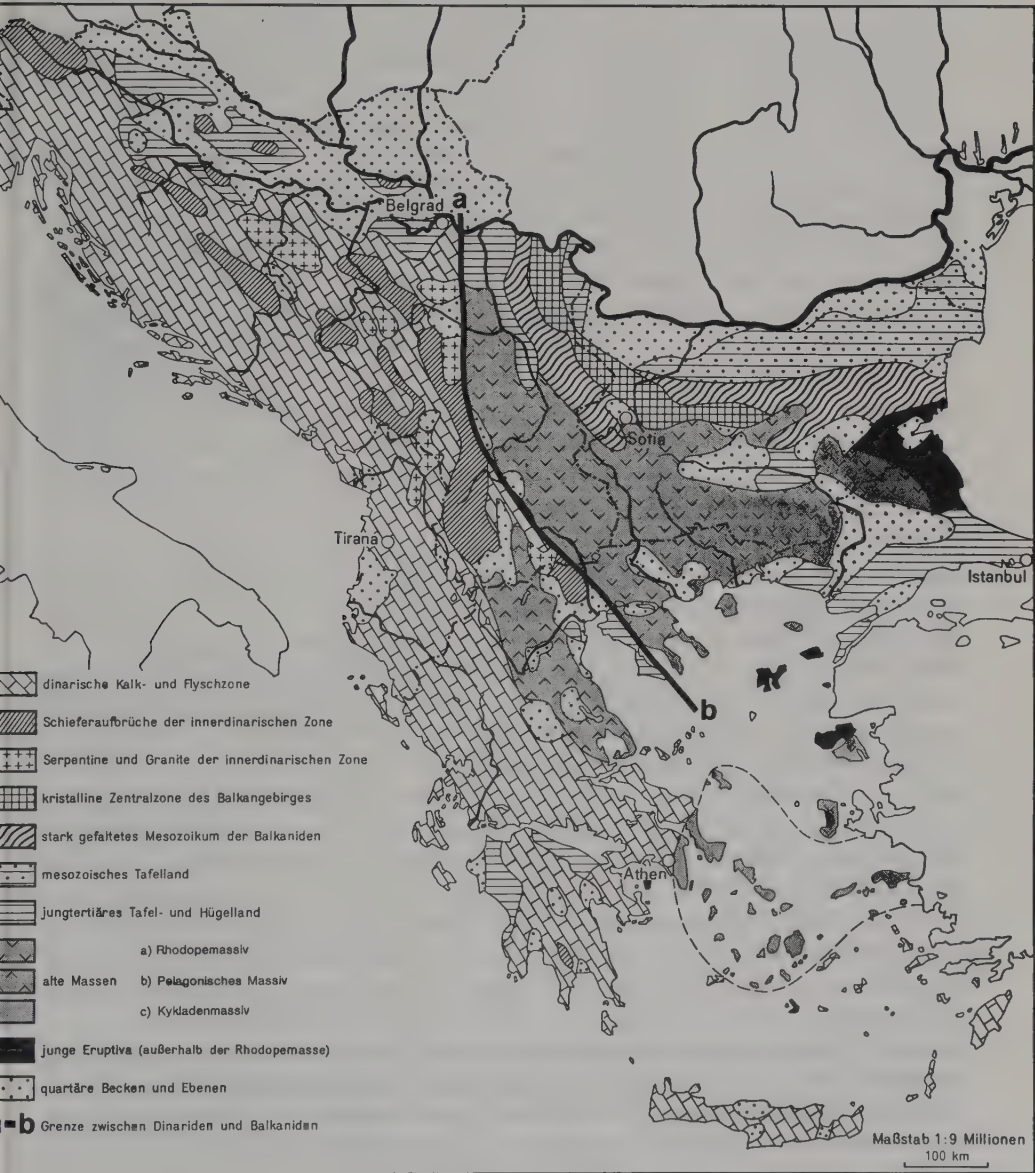 Belgrad
a
Sofia
Tirana
Istanbul
b
Athen
dinarische Kalk- und Flyschzone
Schieferaufbrüche der innerdinarischen Zone
Serpentine und Granite der innerdinarischen Zone
kristalline Zentralzone des Balkangebirges
stark gefaltetes Mesozoikum der Balkaniden
mesozoisches Tafelland
jungtertiäres Tafel- und Hügelland
a) Rhodopemassiv
alte Massen b) Pelagonisches Massiv
c) Kykladenmassiv
junge Eruptiva (außerhalb der Rhodopemasse)
quartäre Becken und Ebenen
b Grenze zwischen Dinariden und Balkaniden
Maßstab 1:9 Millionen
100 km